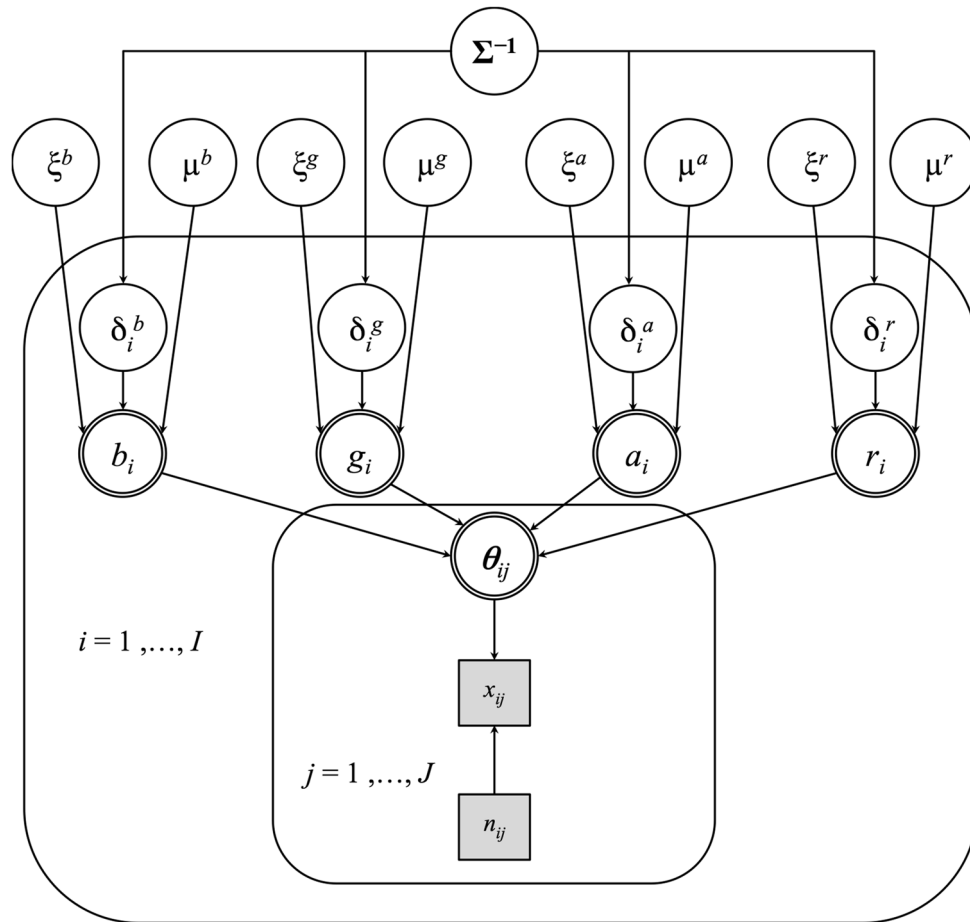 Σ⁻¹
ξᵇ μᵇ ξᵍ μᵍ ξᵃ μᵃ ξʳ μʳ
δᵢᵇ δᵢᵍ δᵢᵃ δᵢʳ
bᵢ gᵢ aᵢ rᵢ
θᵢⱼ
i = 1 ,…, I
xᵢⱼ
j = 1 ,…, J
nᵢⱼ